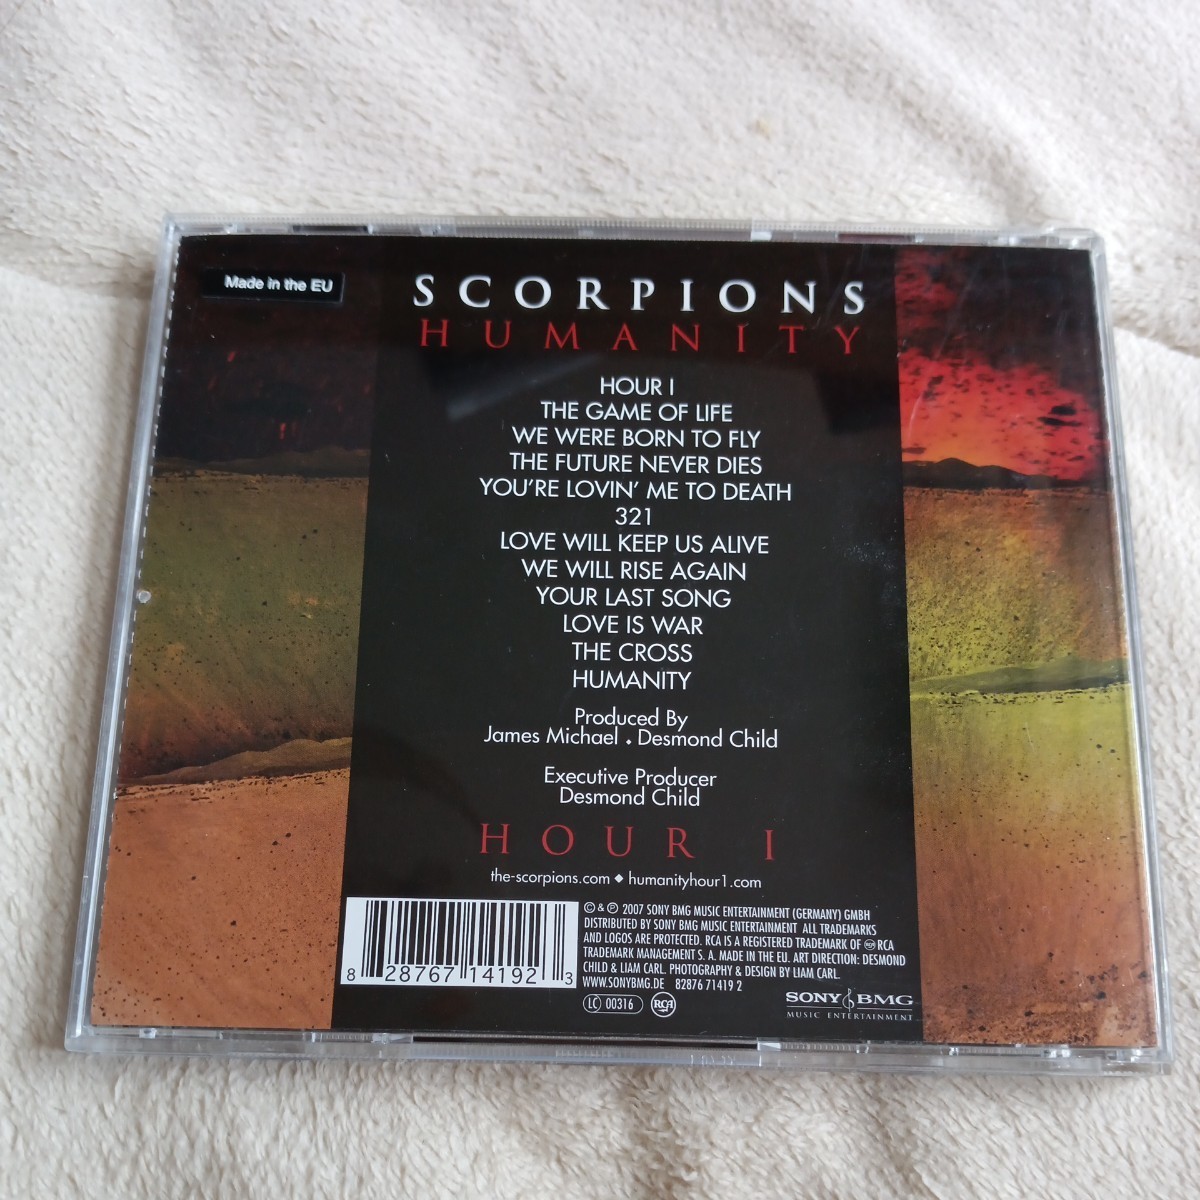 Made in the EU
SCORPIONS
HUMANITY
HOUR I
THE GAME OF LIFE
WE WERE BORN TO FLY
THE FUTURE NEVER DIES
YOU'RE LOVIN' ME TO DEATH
321
LOVE WILL KEEP US ALIVE
WE WILL RISE AGAIN
YOUR LAST SONG
LOVE IS WAR
THE CROSS
HUMANITY
Produced By
James Michael • Desmond Child
Executive Producer
Desmond Child
HOUR I
the-scorpions.com ◆ humanityhour1.com
8 28767 14192 3
© & ℗ 2007 SONY BMG MUSIC ENTERTAINMENT (GERMANY) GMBH
DISTRIBUTED BY SONY BMG MUSIC ENTERTAINMENT ALL TRADEMARKS
AND LOGOS ARE PROTECTED. RCA IS A REGISTERED TRADEMARK OF RCA
TRADEMARK MANAGEMENT S. A. MADE IN THE EU. ART DIRECTION: DESMOND
CHILD & LIAM CARL. PHOTOGRAPHY & DESIGN BY LIAM CARL.
WWW.SONYBMG.DE 82876 71419 2
LC 00316 RCA
SONY BMG
MUSIC ENTERTAINMENT